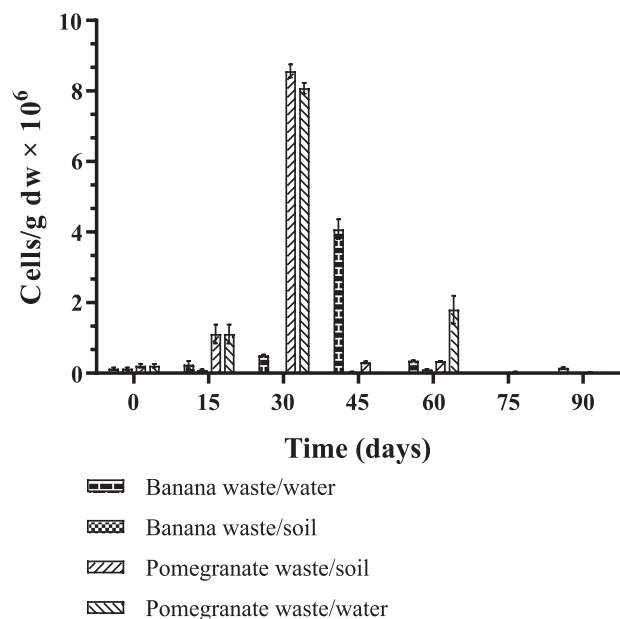 Cells/g dw × 10⁶
10
8
6
4
2
0
0 15 30 45 60 75 90
Time (days)
Banana waste/water
Banana waste/soil
Pomegranate waste/soil
Pomegranate waste/water